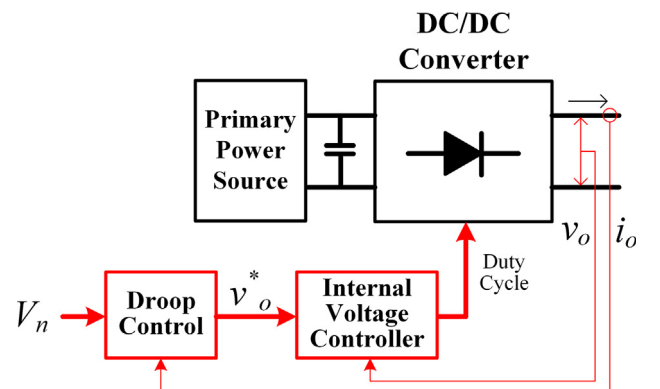 DC/DC
Converter
Primary
Power
Source
v_o
i_o
Duty
Cycle
V_n
Droop
Control
v*_o
Internal
Voltage
Controller